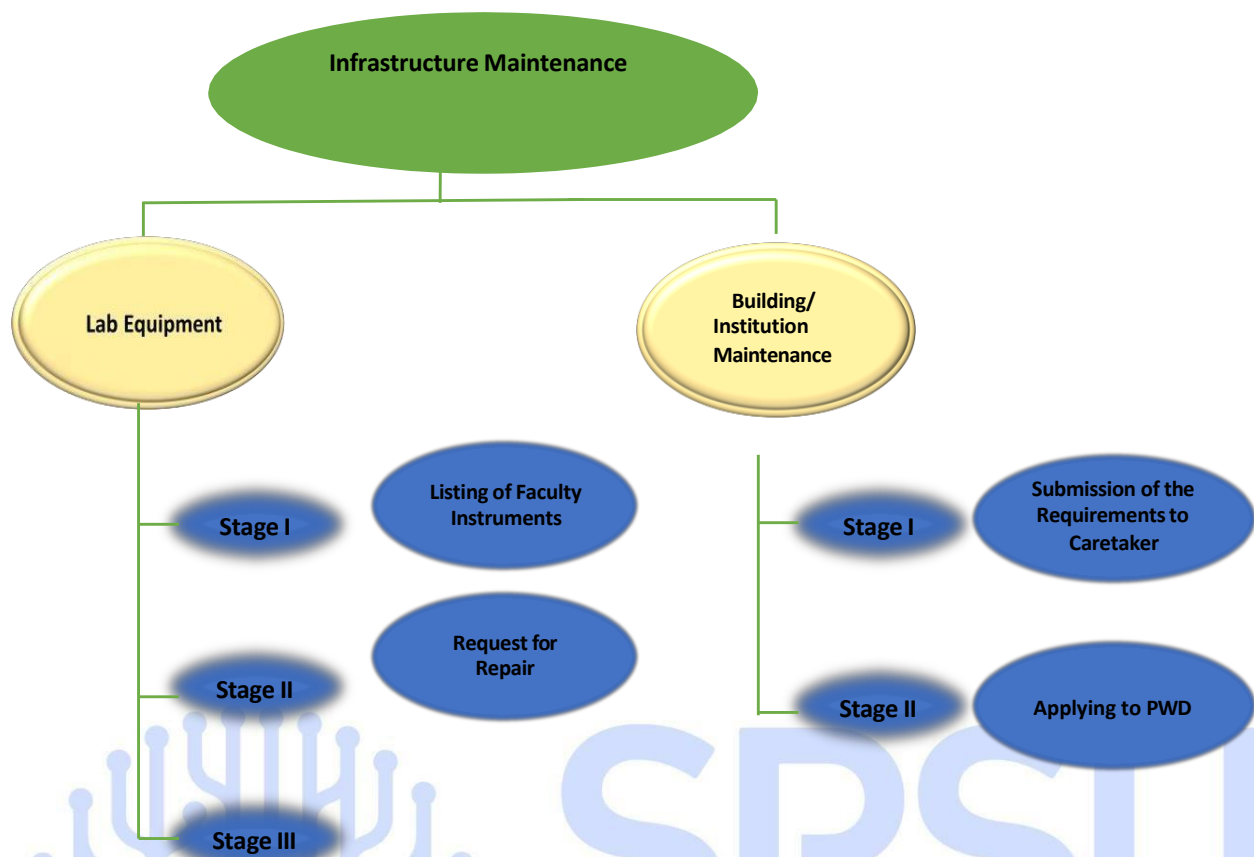 Infrastructure Maintenance
Lab Equipment
Building/
Institution
Maintenance
Stage I
Listing of Faculty
Instruments
Stage II
Request for
Repair
Stage III
Stage I
Submission of the
Requirements to
Caretaker
Stage II
Applying to PWD